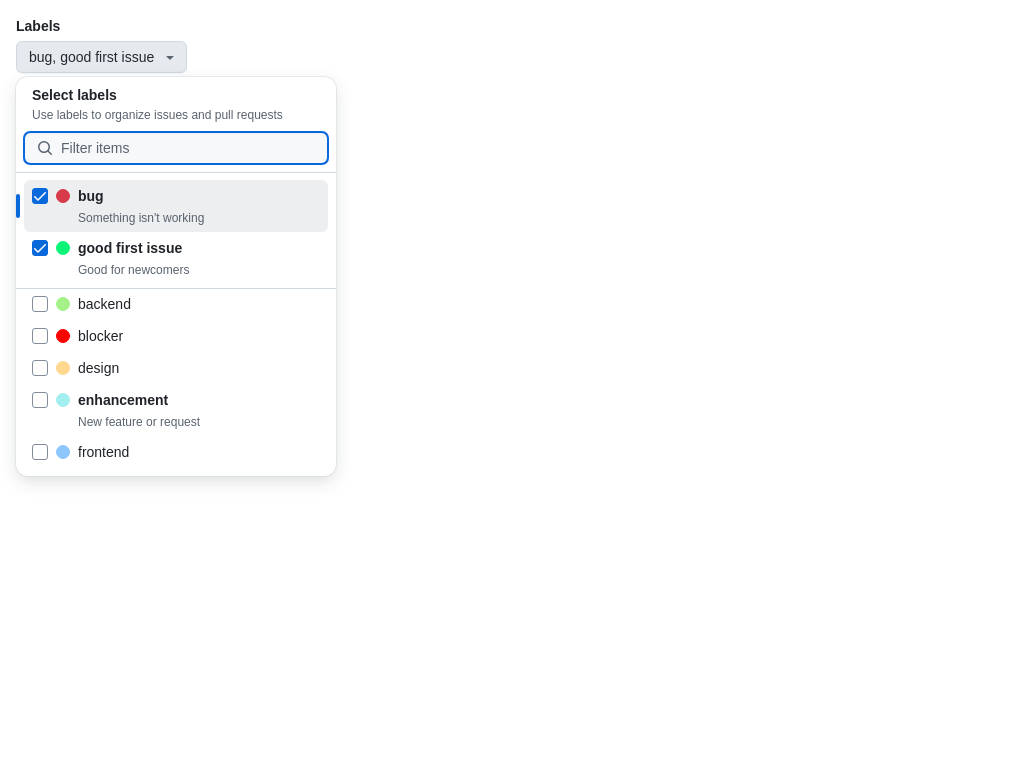 Labels
bug, good first issue
Select labels
Use labels to organize issues and pull requests
Filter items
bug
Something isn't working
good first issue
Good for newcomers
backend
blocker
design
enhancement
New feature or request
frontend